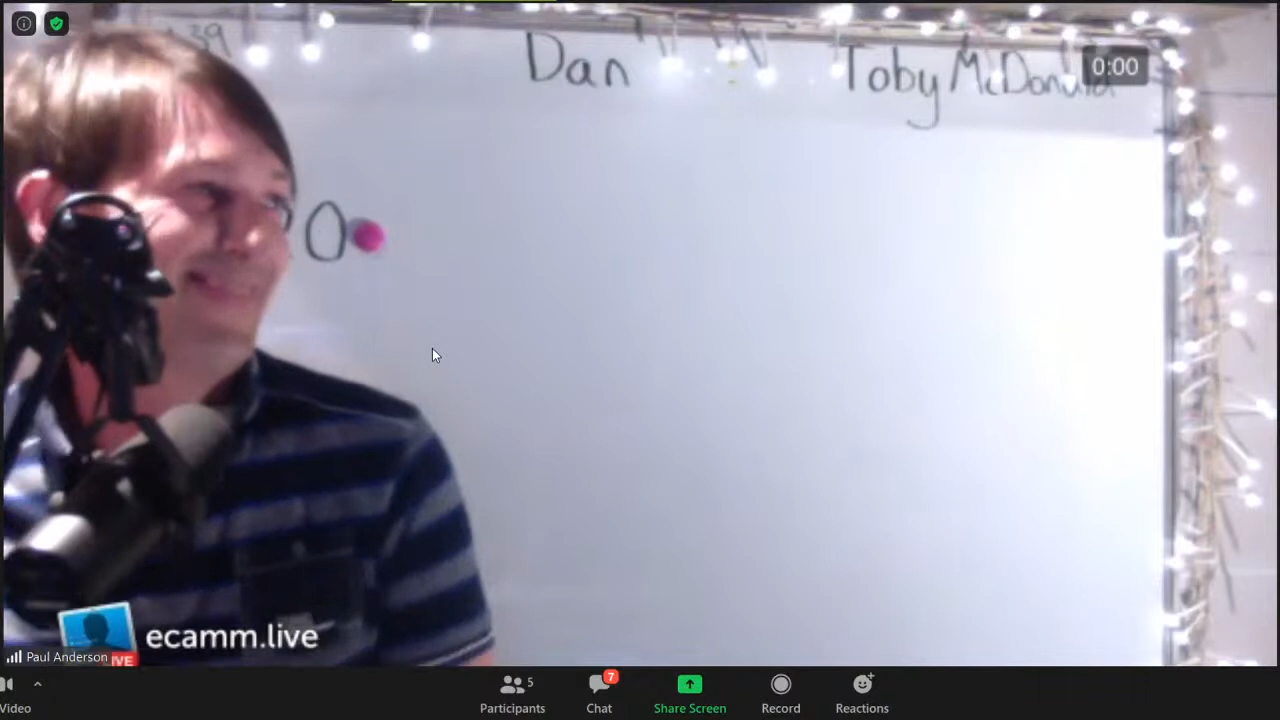 39
Dan
Toby McDonald
0:00
0
ecamm.live
LIVE
Paul Anderson
Video
Participants
5
Chat
7
Share Screen
Record
Reactions